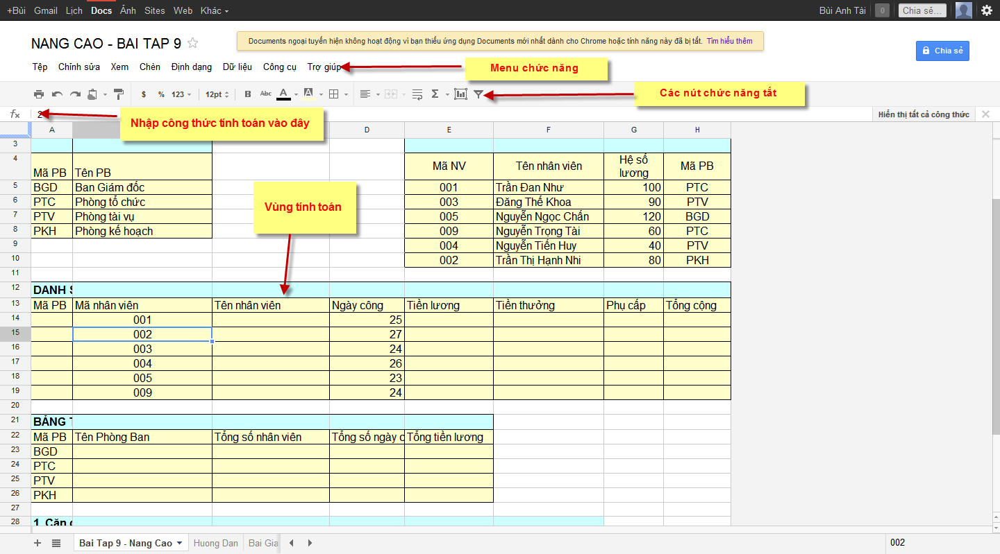 +Bùi Gmail Lịch Docs Ảnh Sites Web Khác Bùi Anh Tài 0 Chia sẻ...
NANG CAO - BAI TAP 9
Documents ngoại tuyến hiện không hoạt động vì bạn thiếu ứng dụng Documents mới nhất dành cho Chrome hoặc tính năng này đã bị tắt. Tìm hiểu thêm
Chia sẻ
Tệp Chỉnh sửa Xem Chèn Định dạng Dữ liệu Công cụ Trợ giúp
Menu chức năng
$ % 123 12pt B Abc A A Σ
Các nút chức năng tắt
fx 2
Nhập công thức tính toán vào đây
Hiển thị tất cả công thức
A D E F G H
3
4 Mã PB Tên PB Mã NV Tên nhân viên Hệ số lương Mã PB
5 BGD Ban Giám đốc 001 Trần Đan Như 100 PTC
6 PTC Phòng tổ chức 003 Đăng Thế Khoa 90 PTV
7 PTV Phòng tài vụ 005 Nguyễn Ngọc Chấn 120 BGD
8 PKH Phòng kế hoạch 009 Nguyễn Trọng Tài 60 PTC
9 004 Nguyễn Tiến Huy 40 PTV
10 002 Trần Thị Hạnh Nhi 80 PKH
Vùng tính toán
11
12 DANH S
13 Mã PB Mã nhân viên Tên nhân viên Ngày công Tiền lương Tiền thưởng Phụ cấp Tổng cộng
14 001 25
15 002 27
16 003 24
17 004 26
18 005 23
19 009 24
20
21 BẢNG T
22 Mã PB Tên Phòng Ban Tổng số nhân viên Tổng số ngày c Tổng tiền lương
23 BGD
24 PTC
25 PTV
26 PKH
27
28 1. Căn c
Bai Tap 9 - Nang Cao Huong Dan Bai Gia 002